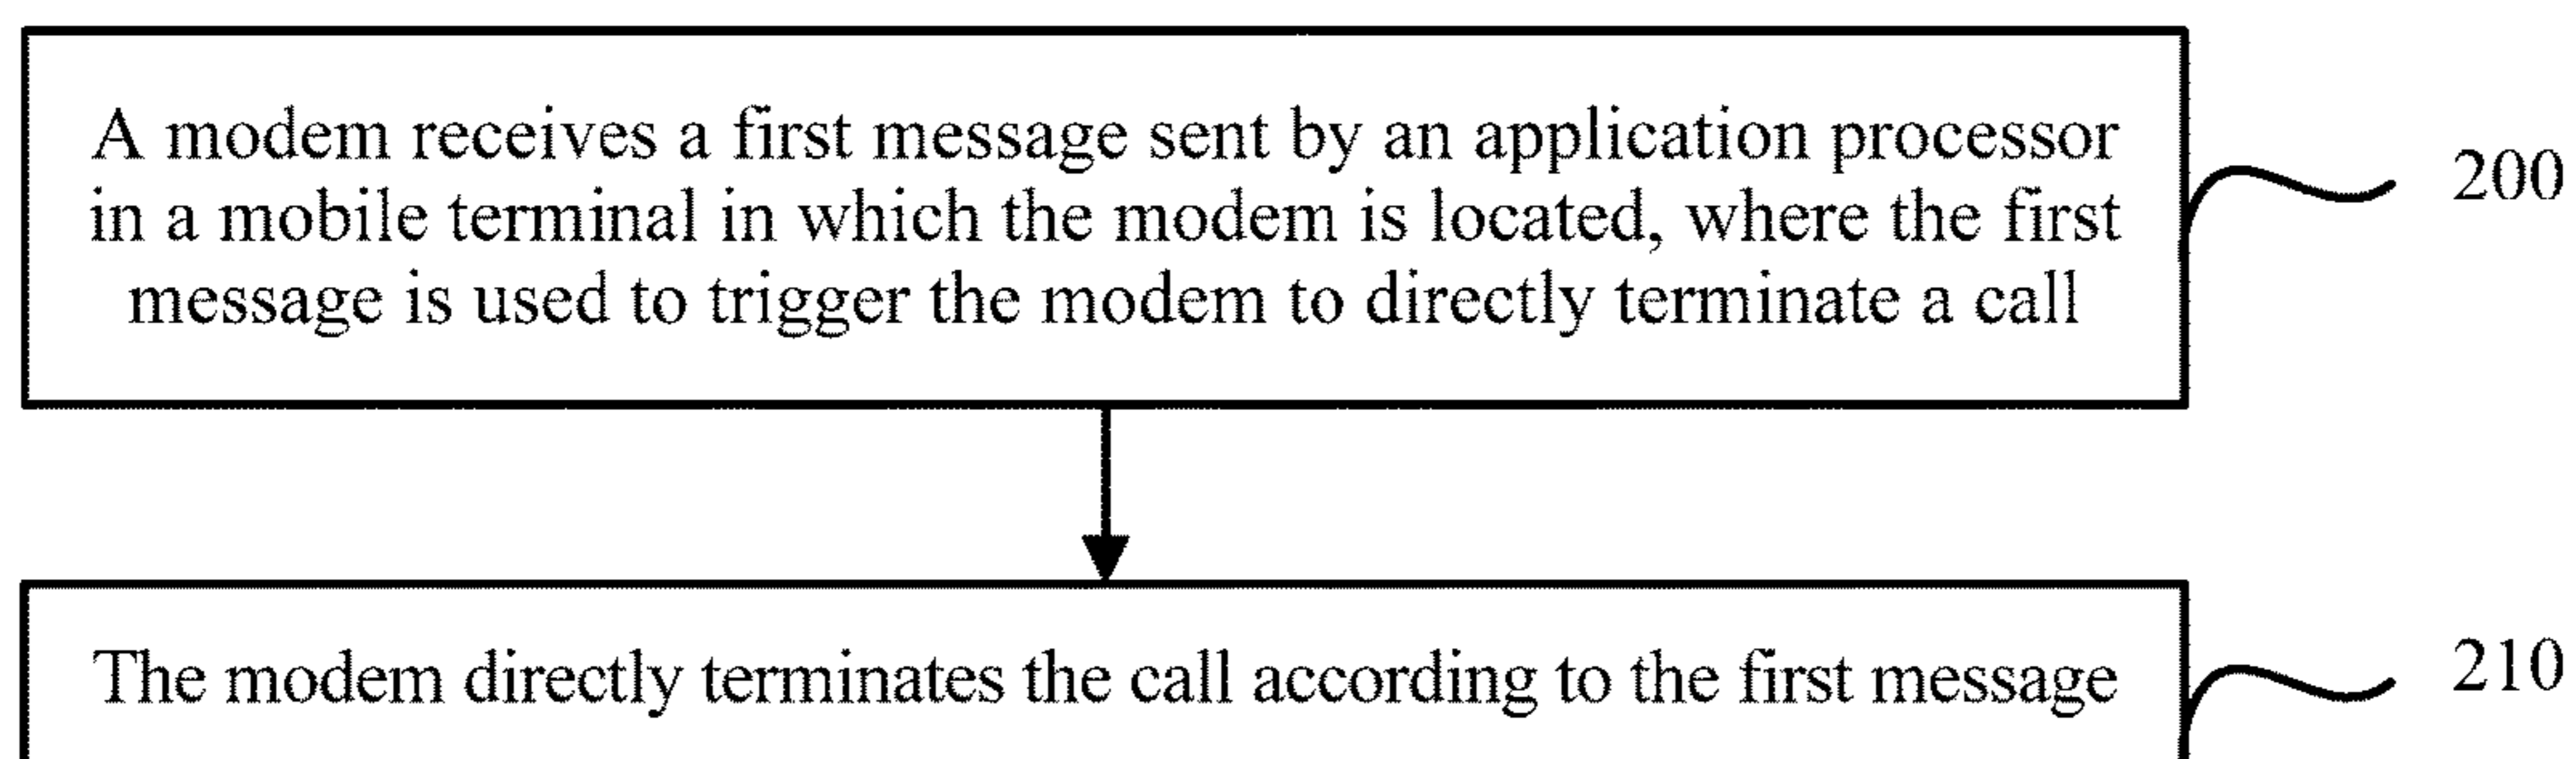 A modem receives a first message sent by an application processor
in a mobile terminal in which the modem is located, where the first
message is used to trigger the modem to directly terminate a call
200
The modem directly terminates the call according to the first message
210